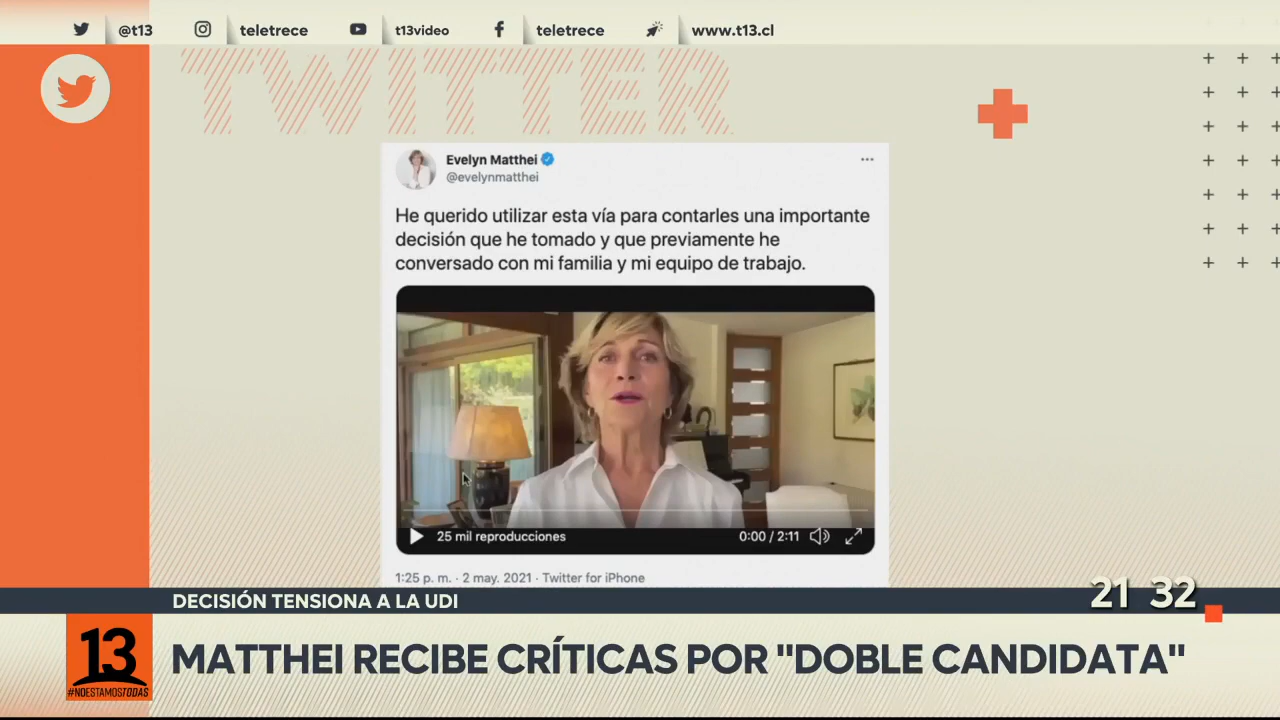 @t13
teletrece
t13video
teletrece
www.t13.cl
TWITTER
Evelyn Matthei
@evelynmatthei
He querido utilizar esta vía para contarles una importante
decisión que he tomado y que previamente he
conversado con mi familia y mi equipo de trabajo.
25 mil reproducciones
0:00 / 2:11
1:25 p. m. · 2 may. 2021 · Twitter for iPhone
DECISIÓN TENSIONA A LA UDI
21 32
13
#NOESTAMOSTODAS
MATTHEI RECIBE CRÍTICAS POR "DOBLE CANDIDATA"